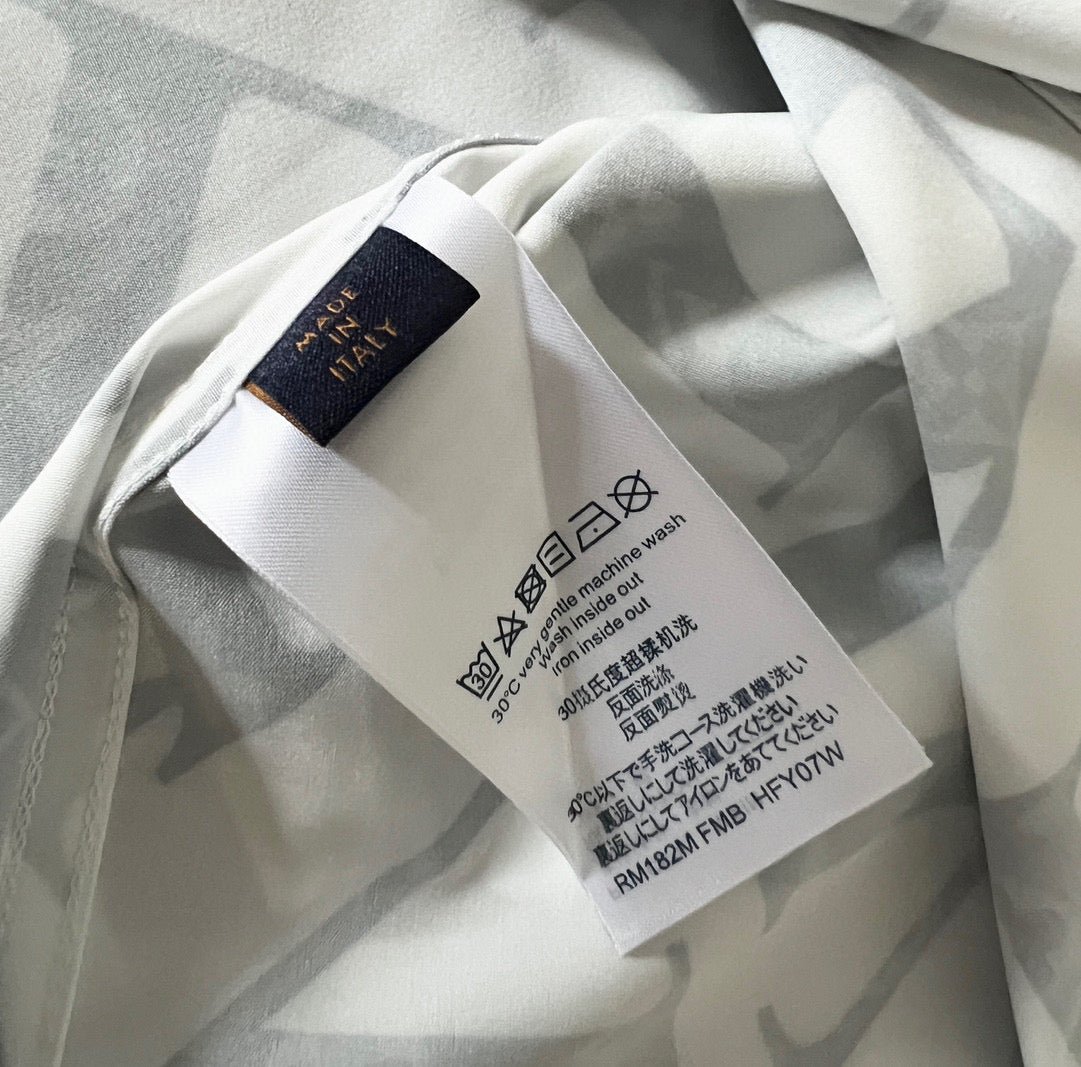 MADE
IN
ITALY
30
30°C very gentle machine wash
Wash inside out
Iron inside out
30摄氏度超揉机洗
反面洗涤
反面熨烫
30°C以下で手洗コース洗濯機洗い
裏返しにして洗濯してください
裏返しにしてアイロンをあててください
RM182M FMB HFY07W